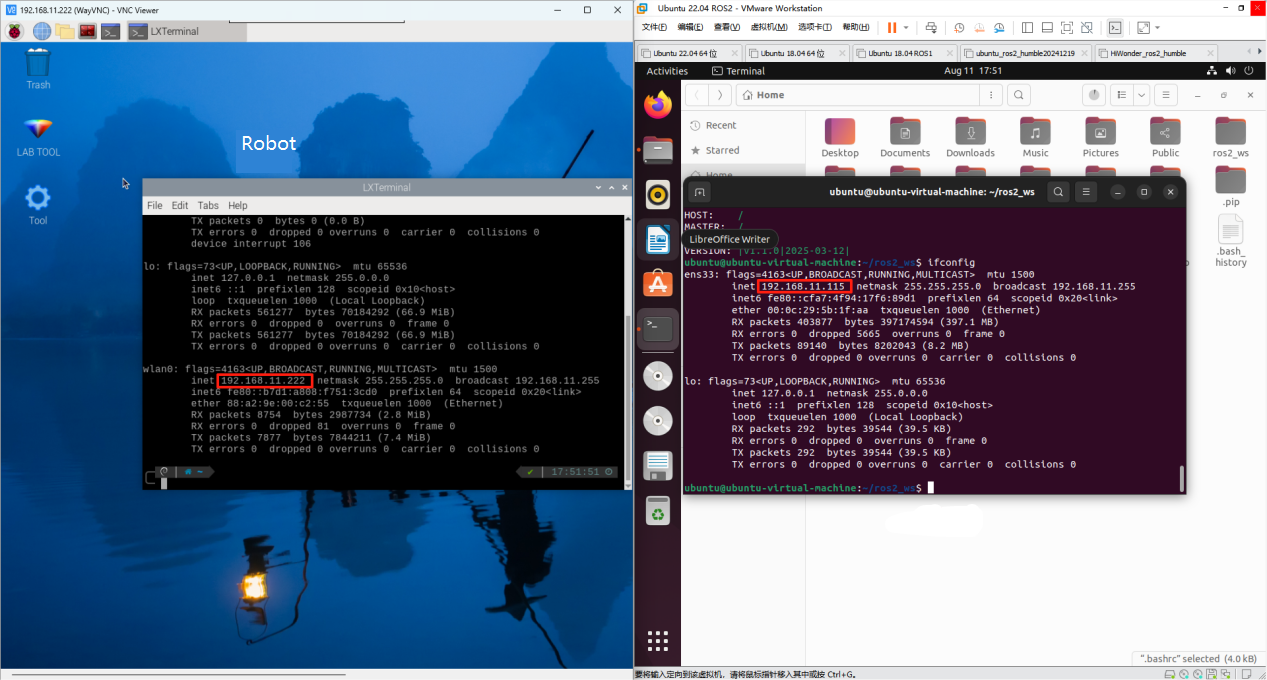 192.168.11.222 (WayVNC) - VNC Viewer
LXTerminal
Trash
LAB TOOL
Tool
Robot
LXTerminal
File Edit Tabs Help
TX packets 0 bytes 0 (0.0 B)
TX errors 0 dropped 0 overruns 0 carrier 0 collisions 0
device interrupt 106
lo: flags=73<UP,LOOPBACK,RUNNING> mtu 65536
inet 127.0.0.1 netmask 255.0.0.0
inet6 ::1 prefixlen 128 scopeid 0x10<host>
loop txqueuelen 1000 (Local Loopback)
RX packets 561277 bytes 70184292 (66.9 MiB)
RX errors 0 dropped 0 overruns 0 frame 0
TX packets 561277 bytes 70184292 (66.9 MiB)
TX errors 0 dropped 0 overruns 0 carrier 0 collisions 0
wlan0: flags=4163<UP,BROADCAST,RUNNING,MULTICAST> mtu 1500
inet 192.168.11.222 netmask 255.255.255.0 broadcast 192.168.11.255
inet6 fe80::b7d1:a808:f751:3cd0 prefixlen 64 scopeid 0x20<link>
ether 88:a2:9e:00:c2:55 txqueuelen 1000 (Ethernet)
RX packets 8754 bytes 2987734 (2.8 MiB)
RX errors 0 dropped 81 overruns 0 frame 0
TX packets 7877 bytes 7844211 (7.4 MiB)
TX errors 0 dropped 0 overruns 0 carrier 0 collisions 0
~ ✔ 17:51:51
Ubuntu 22.04 ROS2 - VMware Workstation
文件(F) 编辑(E) 查看(V) 虚拟机(M) 选项卡(T) 帮助(H)
Ubuntu 22.04 64 位 Ubuntu 18.04 64 位 Ubuntu 18.04 ROS1 ubuntu_ros2_humble20241219 HiWonder_ros2_humble
Activities Terminal Aug 11 17:51
Home
Recent
Starred
Home
Desktop Documents Downloads Music Pictures Public ros2_ws
.pip
.bash_
history
ubuntu@ubuntu-virtual-machine: ~/ros2_ws
HOST: /
MASTER: /
LibreOffice Writer
VERSION: |V1.1.0|2025-03-12|
ubuntu@ubuntu-virtual-machine:~/ros2_ws$ ifconfig
ens33: flags=4163<UP,BROADCAST,RUNNING,MULTICAST> mtu 1500
inet 192.168.11.115 netmask 255.255.255.0 broadcast 192.168.11.255
inet6 fe80::cfa7:4f94:17f6:89d1 prefixlen 64 scopeid 0x20<link>
ether 00:0c:29:5b:1f:aa txqueuelen 1000 (Ethernet)
RX packets 403877 bytes 397174594 (397.1 MB)
RX errors 0 dropped 5665 overruns 0 frame 0
TX packets 89140 bytes 8202043 (8.2 MB)
TX errors 0 dropped 0 overruns 0 carrier 0 collisions 0
lo: flags=73<UP,LOOPBACK,RUNNING> mtu 65536
inet 127.0.0.1 netmask 255.0.0.0
inet6 ::1 prefixlen 128 scopeid 0x10<host>
loop txqueuelen 1000 (Local Loopback)
RX packets 292 bytes 39544 (39.5 KB)
RX errors 0 dropped 0 overruns 0 frame 0
TX packets 292 bytes 39544 (39.5 KB)
TX errors 0 dropped 0 overruns 0 carrier 0 collisions 0
ubuntu@ubuntu-virtual-machine:~/ros2_ws$
".bashrc" selected (4.0 kB)
要将输入定向到该虚拟机，请将鼠标指针移入其中或按 Ctrl+G。